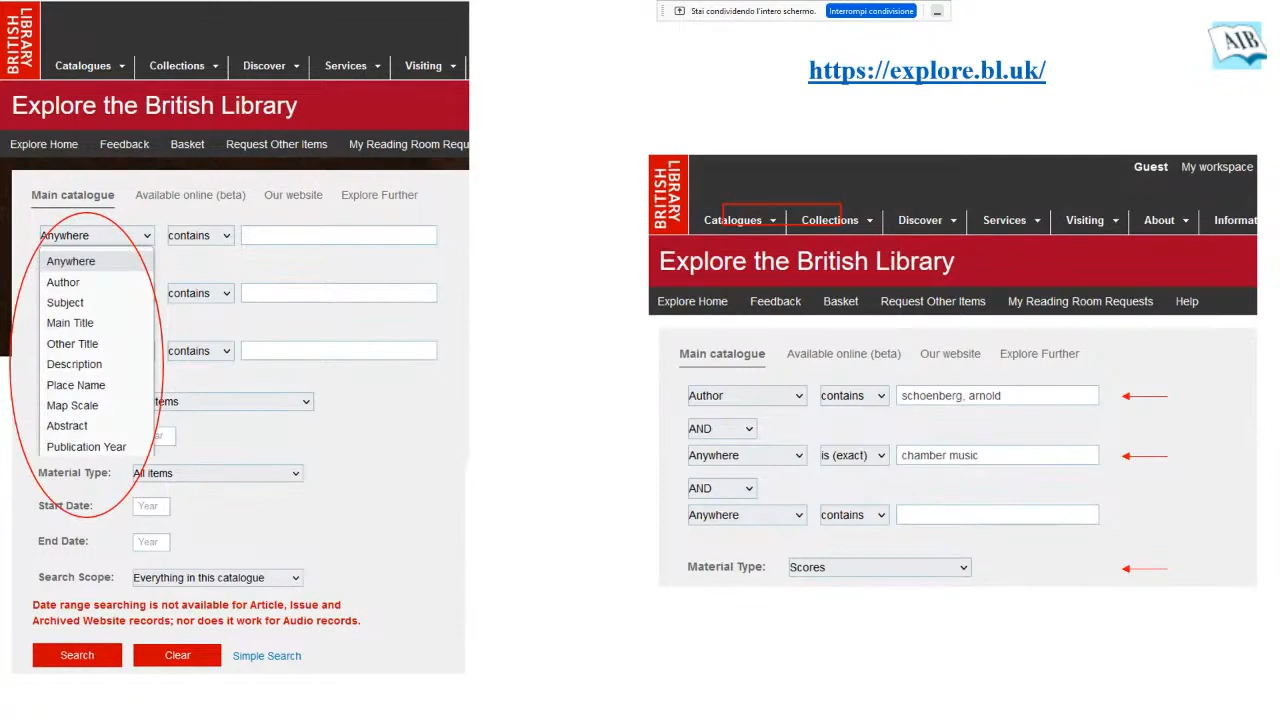 BRITISH LIBRARY
Catalogues Collections Discover Services Visiting
Explore the British Library
Explore Home Feedback Basket Request Other Items My Reading Room Requ
Main catalogue Available online (beta) Our website Explore Further
Anywhere contains
Anywhere
Author
Subject
contains
Main Title
Other Title
contains
Description
Place Name
tems
Map Scale
Abstract
ar
Publication Year
Material Type: All items
Start Date: Year
End Date: Year
Search Scope: Everything in this catalogue
Date range searching is not available for Article, Issue and
Archived Website records; nor does it work for Audio records.
Search Clear Simple Search
Stai condividendo l'intero schermo. Interrompi condivisione
https://explore.bl.uk/
AIB
BRITISH LIBRARY
Guest My workspace
Catalogues Collections Discover Services Visiting About Informat
Explore the British Library
Explore Home Feedback Basket Request Other Items My Reading Room Requests Help
Main catalogue Available online (beta) Our website Explore Further
Author contains schoenberg, arnold
AND
Anywhere is (exact) chamber music
AND
Anywhere contains
Material Type: Scores